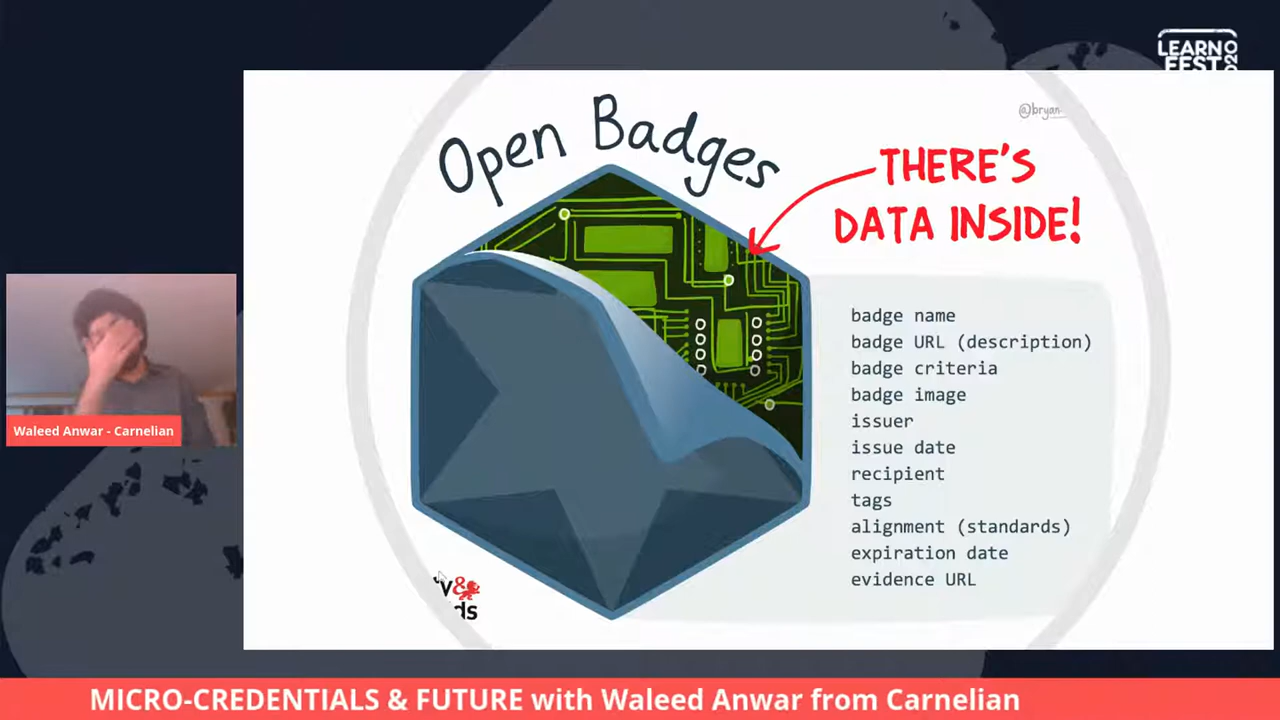 LEARN
FEST
20
@bryan
Open Badges
THERE'S
DATA INSIDE!
badge name
badge URL (description)
badge criteria
badge image
issuer
issue date
recipient
tags
alignment (standards)
expiration date
evidence URL
Waleed Anwar - Carnelian
MICRO-CREDENTIALS & FUTURE with Waleed Anwar from Carnelian